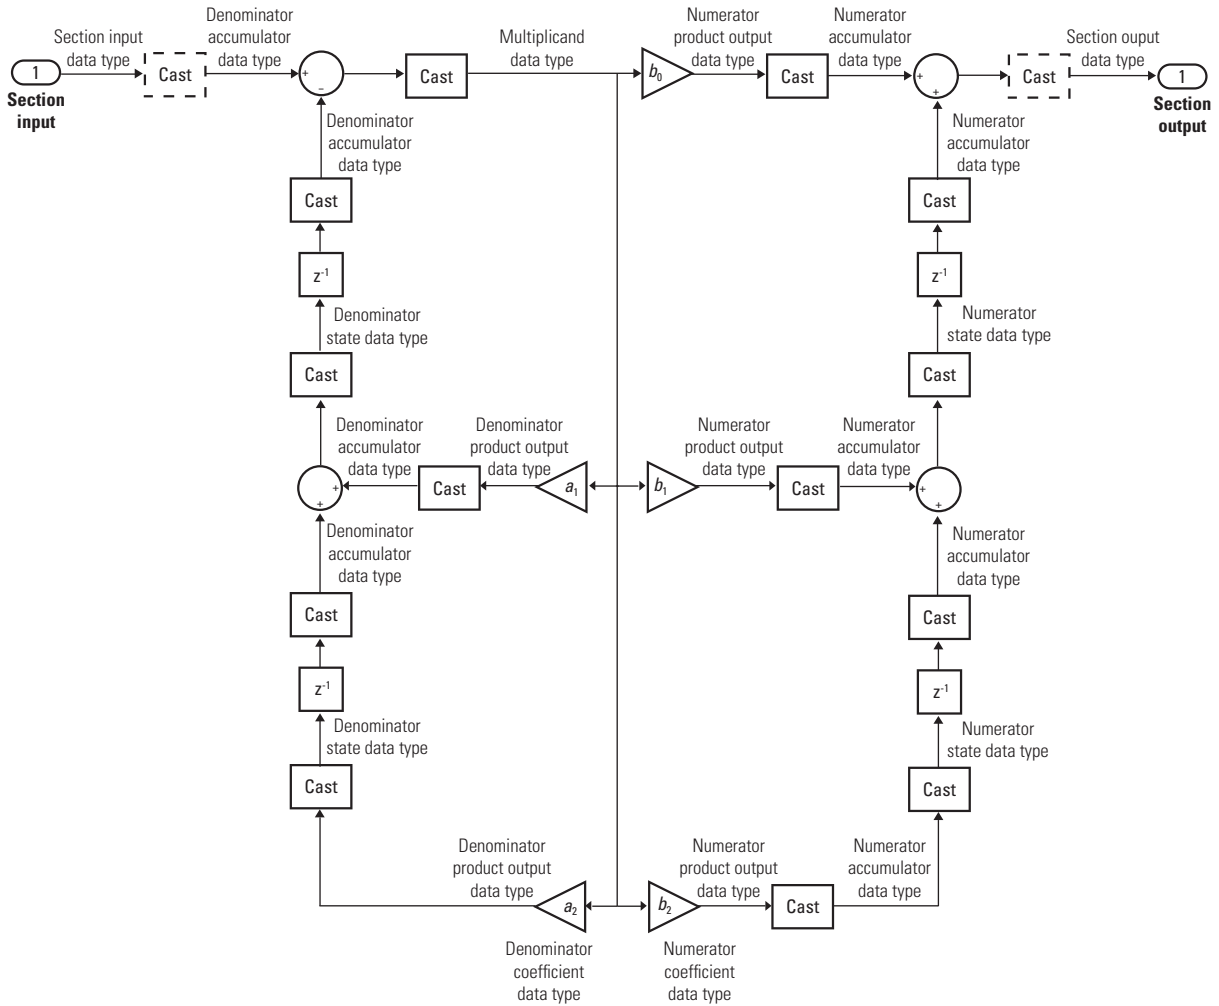 Section input
data type
Denominator
accumulator
data type
Multiplicand
data type
Numerator
product output
data type
Numerator
accumulator
data type
Section ouput
data type
1
Section
input
Cast
+
−
Cast
b0
Cast
+
+
Cast
1
Section
output
Denominator
accumulator
data type
Numerator
accumulator
data type
Cast
Cast
z-1
z-1
Denominator
state data type
Numerator
state data type
Cast
Cast
Denominator
accumulator
data type
Denominator
product output
data type
Numerator
product output
data type
Numerator
accumulator
data type
+
+
Cast
a1
b1
Cast
+
+
Denominator
accumulator
data type
Numerator
accumulator
data type
Cast
Cast
z-1
z-1
Denominator
state data type
Numerator
state data type
Cast
Cast
Denominator
product output
data type
Numerator
product output
data type
Numerator
accumulator
data type
a2
b2
Cast
Denominator
coefficient
data type
Numerator
coefficient
data type